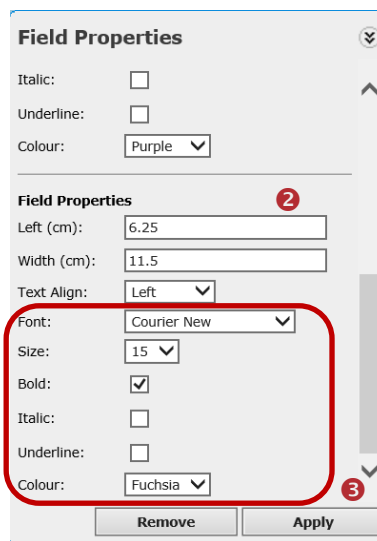 Field Properties
Italic:
Underline:
Colour: Purple
Field Properties 2
Left (cm): 6.25
Width (cm): 11.5
Text Align: Left
Font: Courier New
Size: 15
Bold:
Italic:
Underline:
Colour: Fuchsia 3
Remove Apply